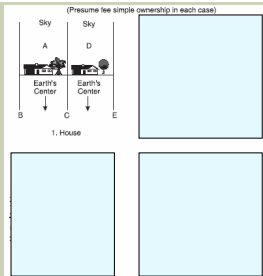 (Presume fee simple ownership in each case)
Sky Sky
A D
Earth's Earth's
Center Center
B C E
1. House